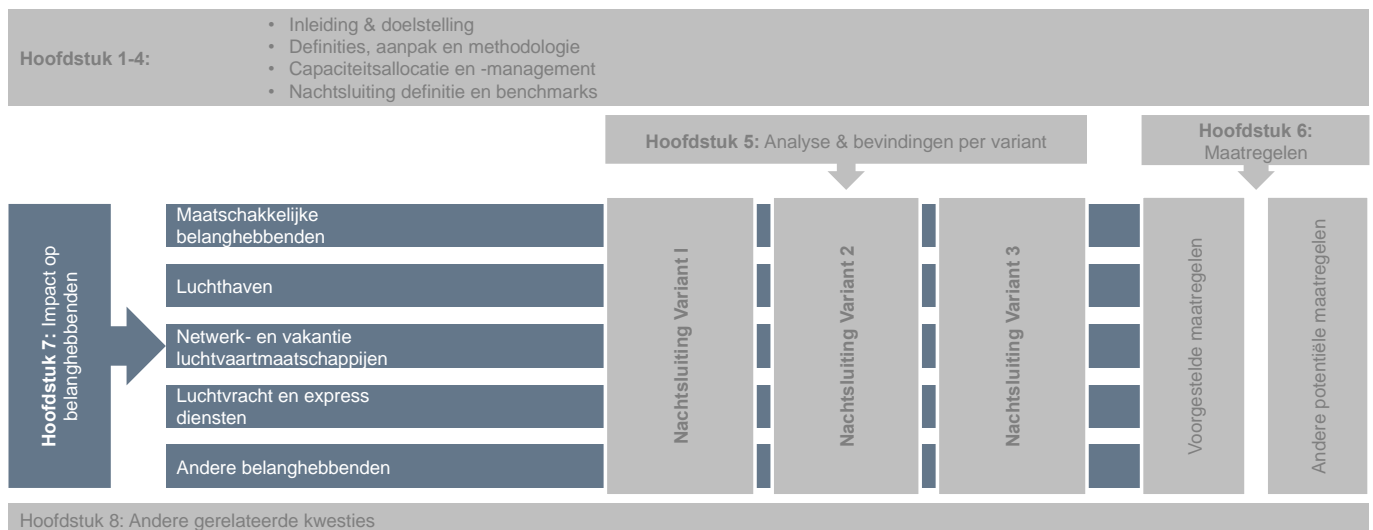 Hoofdstuk 1-4:
• Inleiding & doelstelling
• Definities, aanpak en methodologie
• Capaciteitsallocatie en -management
• Nachtsluiting definitie en benchmarks
Hoofdstuk 5: Analyse & bevindingen per variant
Hoofdstuk 6:
Maatregelen
Hoofdstuk 7: Impact op
belanghebbenden
Maatschakkelijke
belanghebbenden
Luchthaven
Netwerk- en vakantie
luchtvaartmaatschappijen
Luchtvracht en express
diensten
Andere belanghebbenden
Nachtsluiting Variant I
Nachtsluiting Variant 2
Nachtsluiting Variant 3
Voorgestelde maatregelen
Andere potentiële maatregelen
Hoofdstuk 8: Andere gerelateerde kwesties